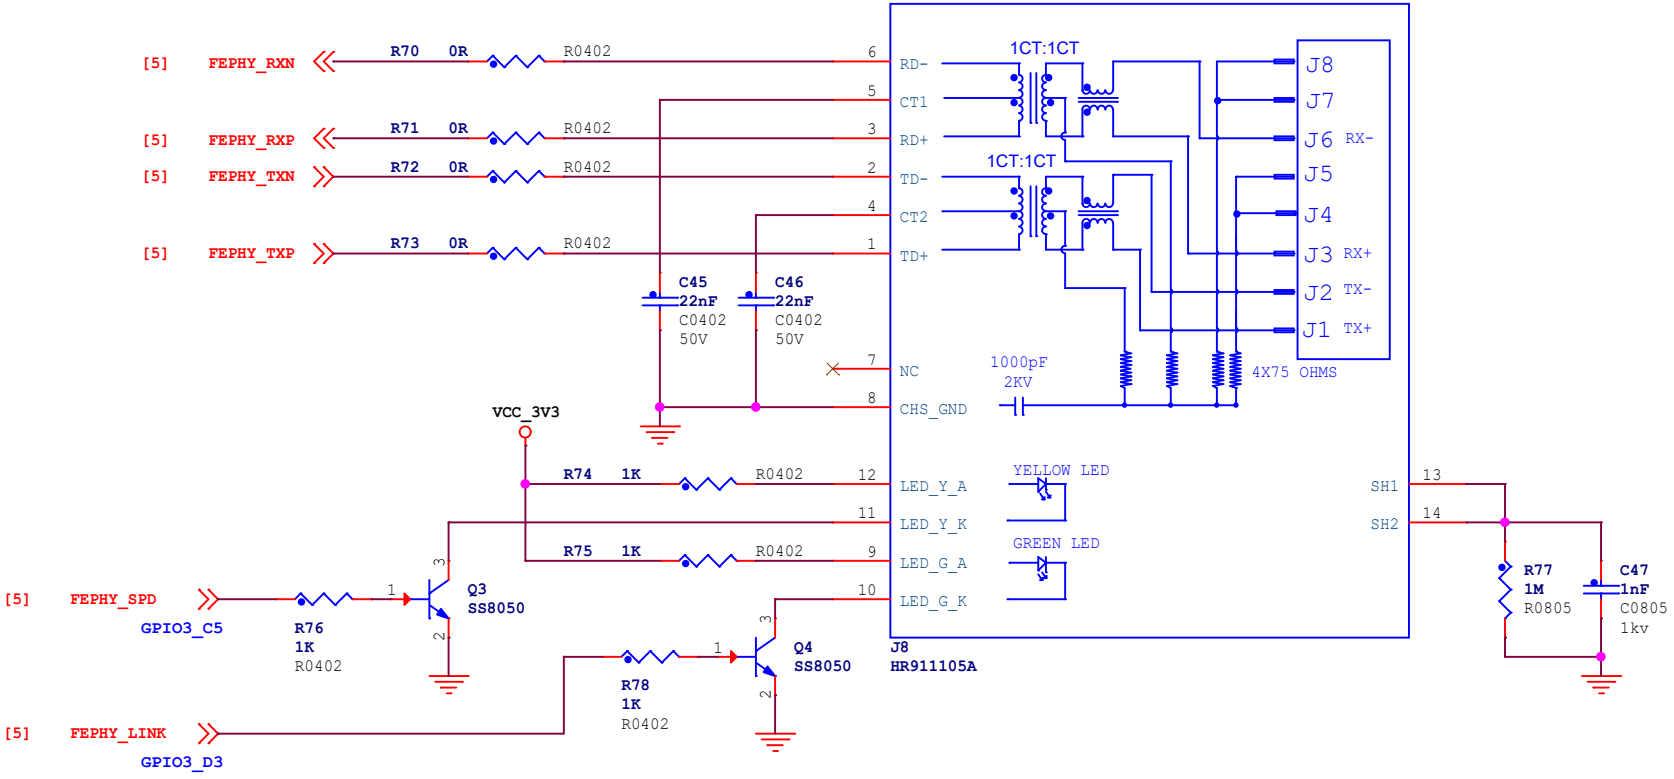 [5] FEPHY_RXN R70 0R R0402 6 RD- 1CT:1CT J8
5 CT1 J7
[5] FEPHY_RXP R71 0R R0402 3 RD+ J6 RX-
[5] FEPHY_TXN R72 0R R0402 2 TD- 1CT:1CT J5
4 CT2 J4
[5] FEPHY_TXP R73 0R R0402 1 TD+ J3 RX+
J2 TX-
J1 TX+
C45
22nF
C0402
50V
C46
22nF
C0402
50V
7 NC
1000pF
2KV
4X75 OHMS
8 CHS_GND
VCC_3V3
R74 1K R0402 12 LED_Y_A YELLOW LED
11 LED_Y_K
R75 1K R0402 9 LED_G_A GREEN LED
10 LED_G_K
SH1 13
SH2 14
R77
1M
R0805
C47
1nF
C0805
1kv
[5] FEPHY_SPD
GPIO3_C5
R76
1K
R0402
1
3
2
Q3
SS8050
R78
1K
R0402
1
3
2
Q4
SS8050
J8
HR911105A
[5] FEPHY_LINK
GPIO3_D3